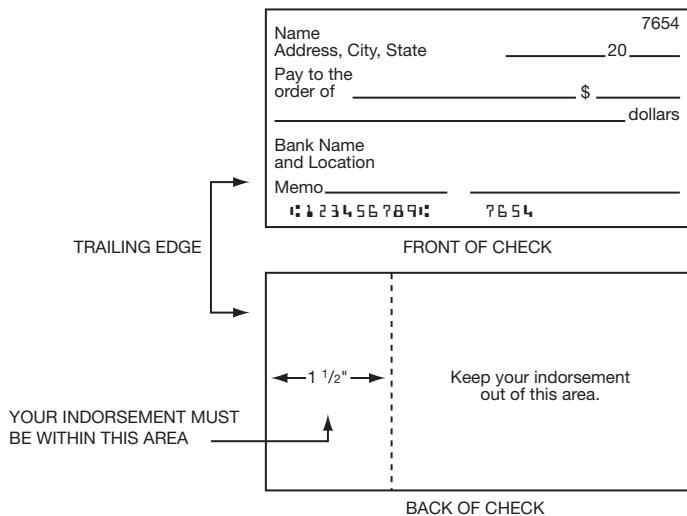 7654
Name
Address, City, State 20
Pay to the
order of $
dollars
Bank Name
and Location
Memo
⑆123456789⑆ 7654
TRAILING EDGE
FRONT OF CHECK
1 1/2"
Keep your indorsement
out of this area.
YOUR INDORSEMENT MUST
BE WITHIN THIS AREA
BACK OF CHECK